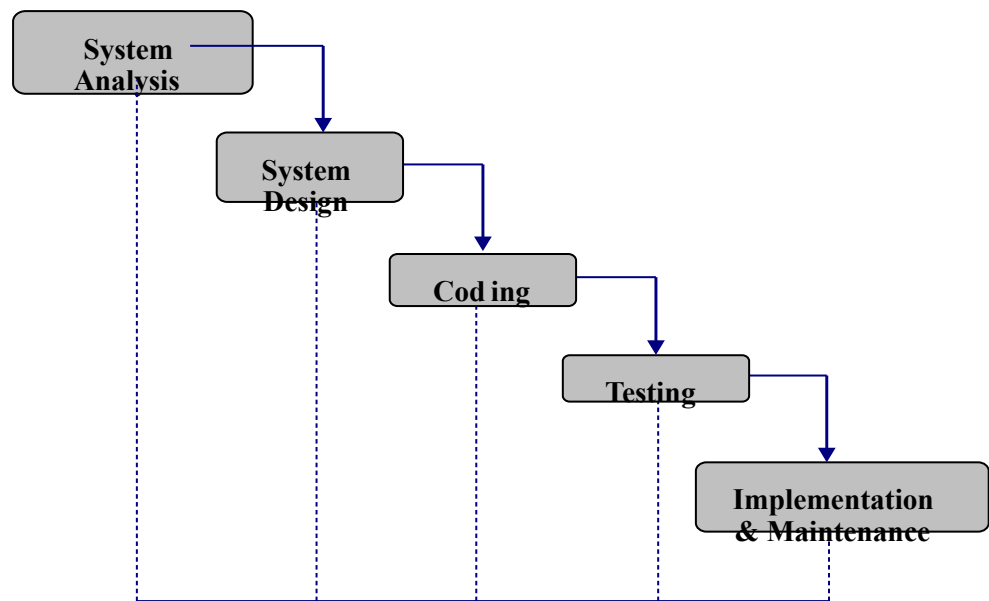 System
Analysis
System
Design
Cod ing
Testing
Implementation
& Maintenance